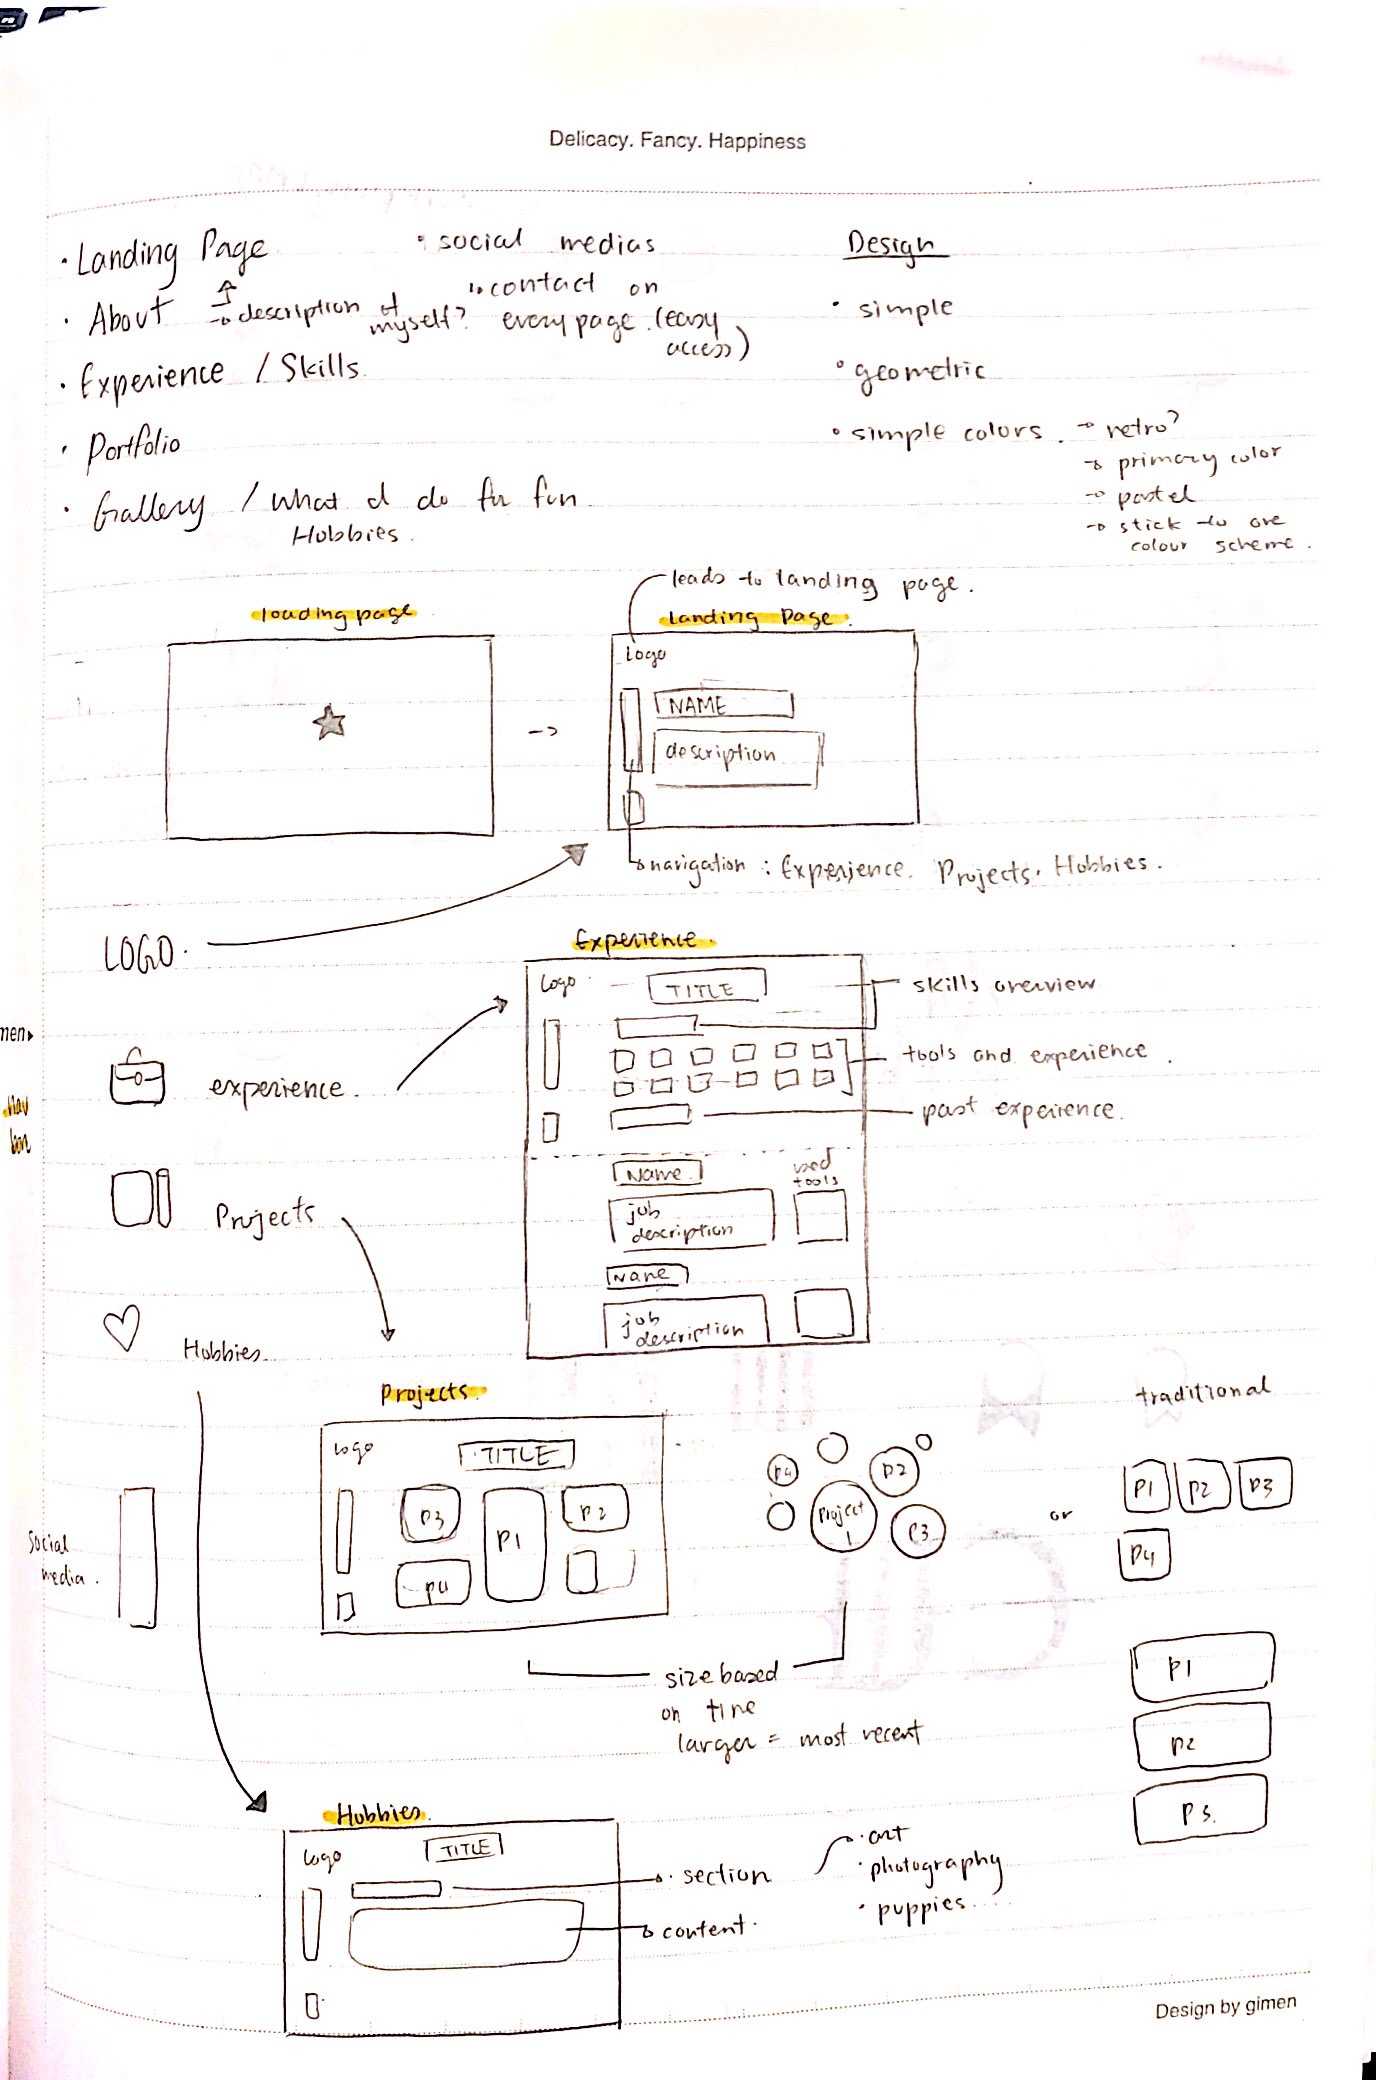 Delicacy. Fancy. Happiness
• Landing Page
• About → description of myself?
• Experience / Skills
• Portfolio
• Gallery / What I do for fun
Hobbies.
• social medias
↳ contact on
every page. (easy
access)
Design
• simple
• geometric
• simple colors. → retro?
→ primary color
→ pastel
→ stick to one
colour scheme.
loading page
→
leads to landing page.
Landing Page.
Logo
NAME
description
navigation : Experience. Projects. Hobbies.
LOGO.
experience.
Projects
Hobbies.
men
Nav
social
media.
Experience.
Logo
TITLE
skills overview
tools and experience.
past experience.
Name
used
tools
job
description
Name
job
description
Projects.
Logo
TITLE
P3
P1
P2
P4
P4
P2
Project
1
P3
or
traditional
P1 P2 P3
P4
P1
P2
P3.
size based
on time
larger = most recent
Hobbies.
Logo
TITLE
• section
content.
• art
• photography
• puppies....
Design by gimen